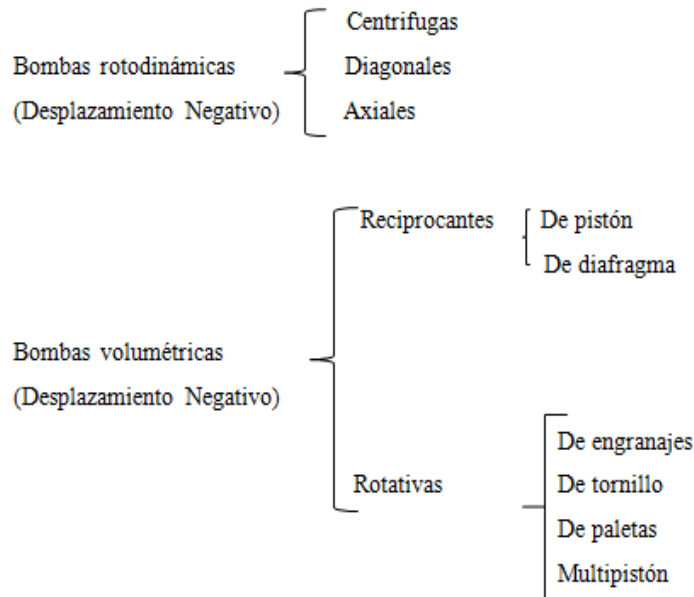 Centrifugas
Bombas rotodinámicas
Diagonales
(Desplazamiento Negativo)
Axiales
Reciprocantes
De pistón
De diafragma
Bombas volumétricas
(Desplazamiento Negativo)
De engranajes
Rotativas
De tornillo
De paletas
Multipistón